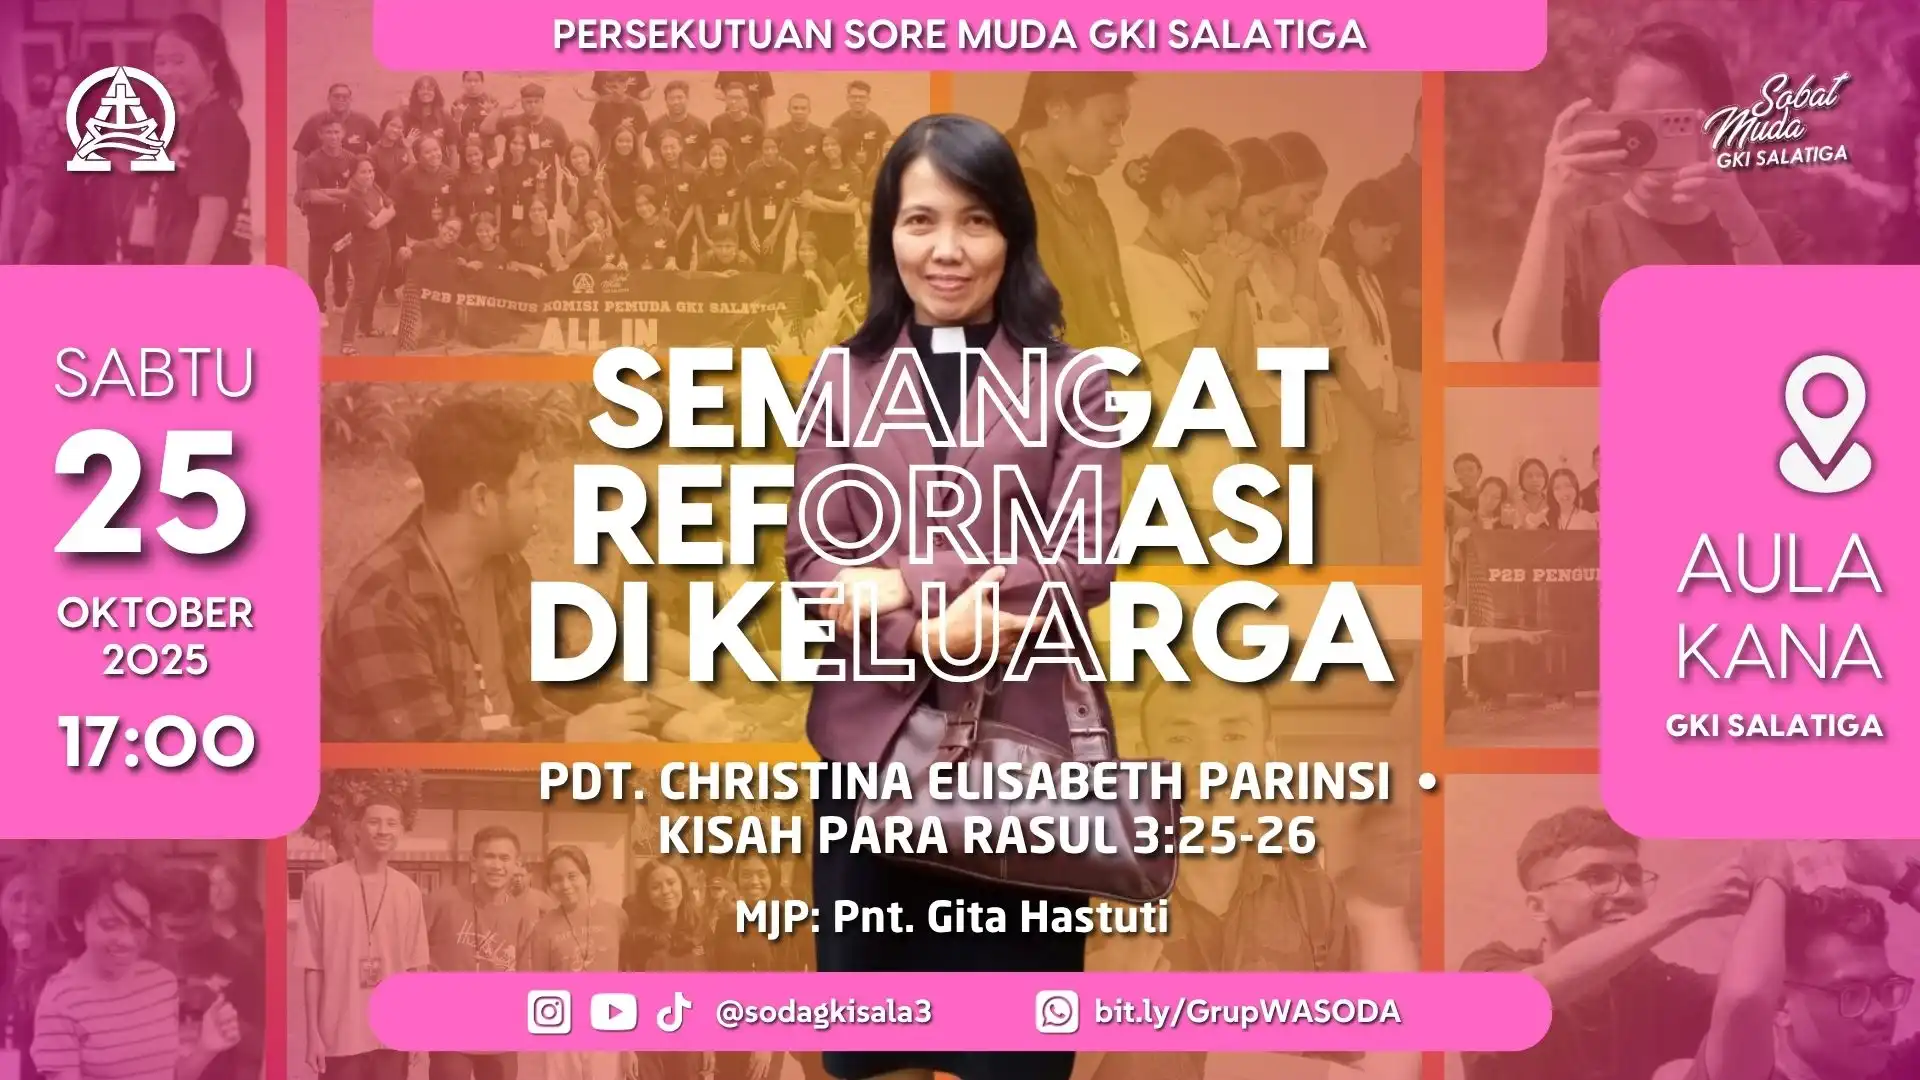 PERSEKUTUAN SORE MUDA GKI SALATIGA
Sobat
Muda
GKI SALATIGA
P2B PENGURUS KOMISI PEMUDA GKI SALATIGA
ALL IN
SABTU
25
OKTOBER
2025
17:00
SEMANGAT
REFORMASI
DI KELUARGA
AULA
KANA
GKI SALATIGA
P2B PENGU
PDT. CHRISTINA ELISABETH PARINSI •
KISAH PARA RASUL 3:25-26
MJP: Pnt. Gita Hastuti
@sodagkisala3
bit.ly/GrupWASODA